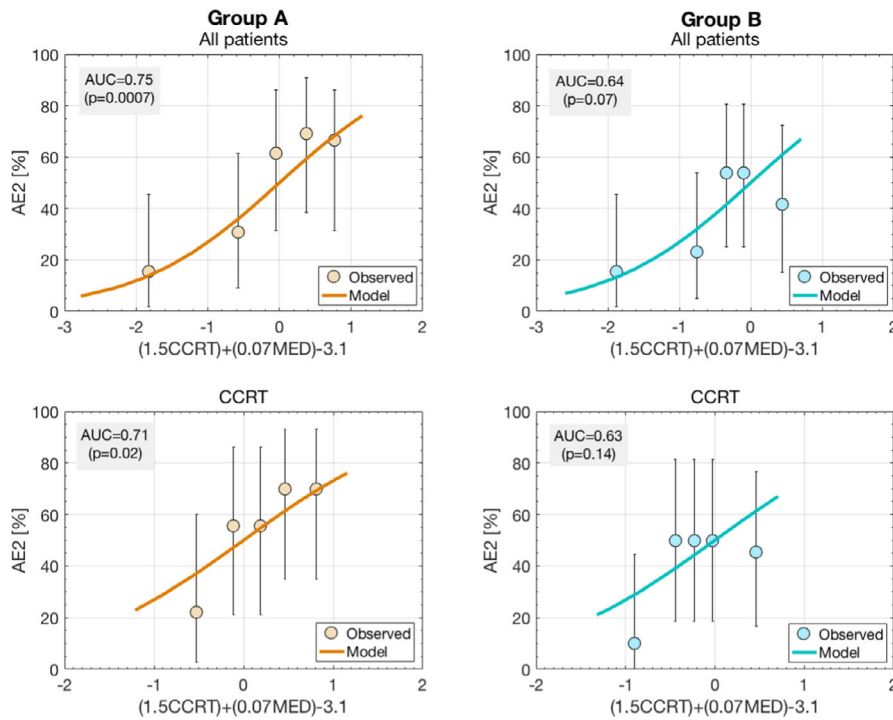 Group A
All patients
AUC=0.75
(p=0.0007)
AE2 [%]
100
80
60
40
20
0
-3
-2
-1
0
1
2
(1.5CCRT)+(0.07MED)-3.1
Observed
Model
Group B
All patients
AUC=0.64
(p=0.07)
AE2 [%]
100
80
60
40
20
0
-3
-2
-1
0
1
2
(1.5CCRT)+(0.07MED)-3.1
Observed
Model
CCRT
AUC=0.71
(p=0.02)
AE2 [%]
100
80
60
40
20
0
-2
-1
0
1
2
(1.5CCRT)+(0.07MED)-3.1
Observed
Model
CCRT
AUC=0.63
(p=0.14)
AE2 [%]
100
80
60
40
20
0
-2
-1
0
1
2
(1.5CCRT)+(0.07MED)-3.1
Observed
Model